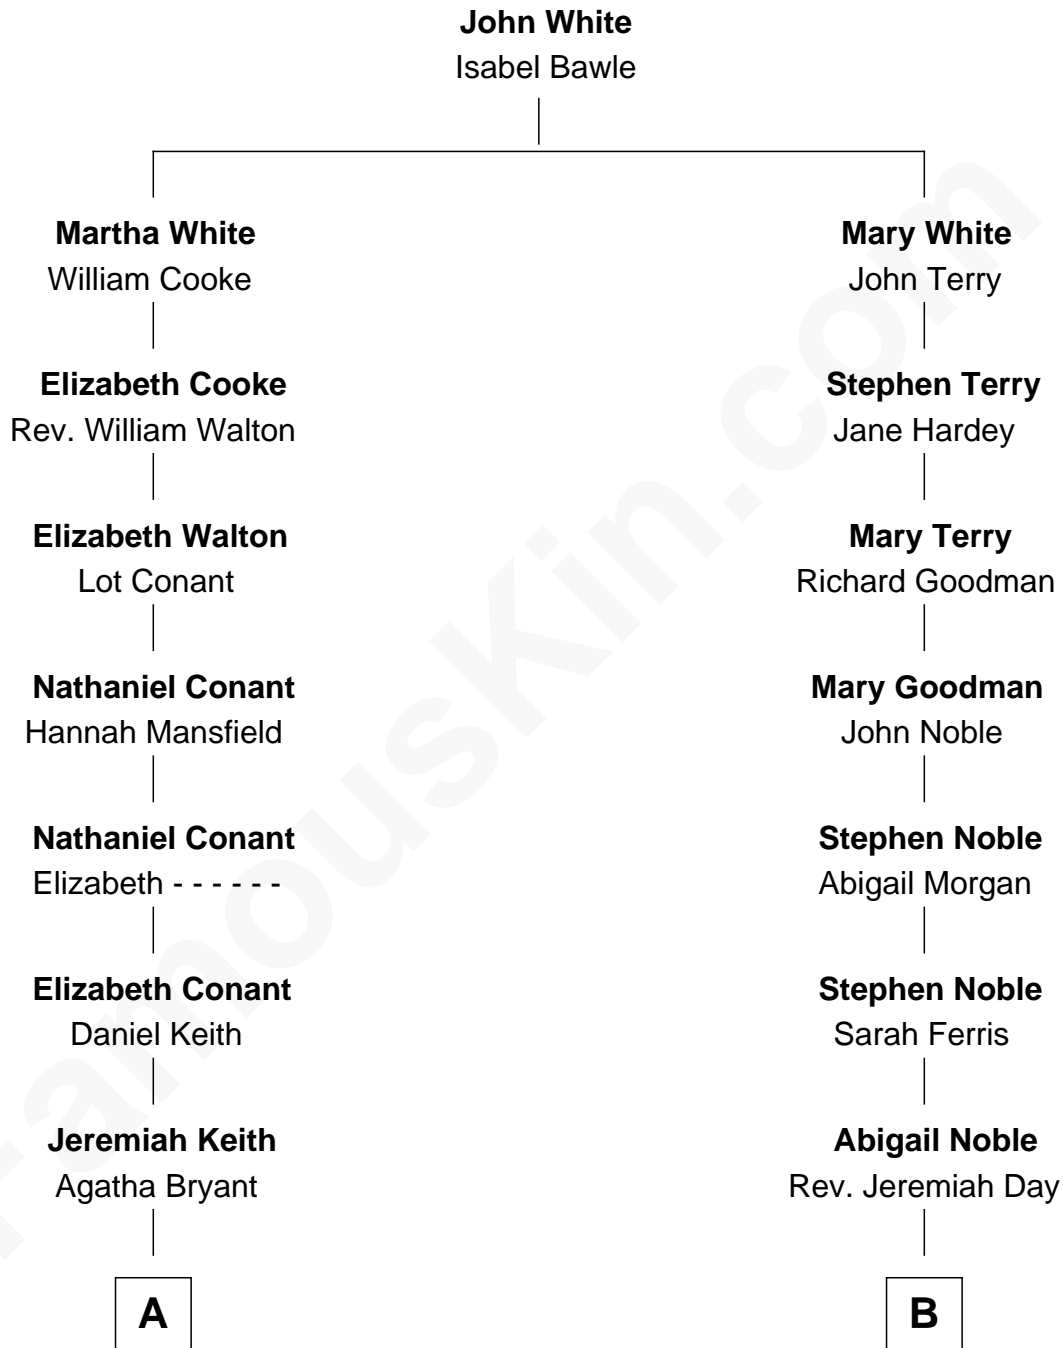 John White
Isabel Bawle
Martha White
William Cooke
Mary White
John Terry
Elizabeth Cooke
Rev. William Walton
Stephen Terry
Jane Hardey
Elizabeth Walton
Lot Conant
Mary Terry
Richard Goodman
Nathaniel Conant
Hannah Mansfield
Mary Goodman
John Noble
Nathaniel Conant
Elizabeth - - - - - -
Stephen Noble
Abigail Morgan
Elizabeth Conant
Daniel Keith
Stephen Noble
Sarah Ferris
Jeremiah Keith
Agatha Bryant
Abigail Noble
Rev. Jeremiah Day
A
B
FamousKin.com